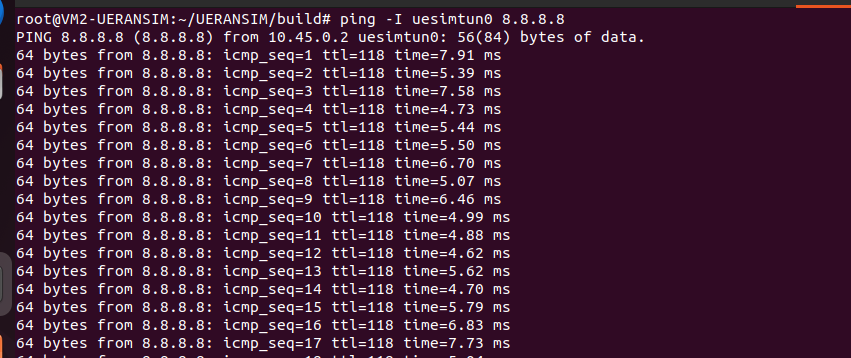 root@VM2-UERANSIM:~/UERANSIM/build# ping -I uesimtun0 8.8.8.8
PING 8.8.8.8 (8.8.8.8) from 10.45.0.2 uesimtun0: 56(84) bytes of data.
64 bytes from 8.8.8.8: icmp_seq=1 ttl=118 time=7.91 ms
64 bytes from 8.8.8.8: icmp_seq=2 ttl=118 time=5.39 ms
64 bytes from 8.8.8.8: icmp_seq=3 ttl=118 time=7.58 ms
64 bytes from 8.8.8.8: icmp_seq=4 ttl=118 time=4.73 ms
64 bytes from 8.8.8.8: icmp_seq=5 ttl=118 time=5.44 ms
64 bytes from 8.8.8.8: icmp_seq=6 ttl=118 time=5.50 ms
64 bytes from 8.8.8.8: icmp_seq=7 ttl=118 time=6.70 ms
64 bytes from 8.8.8.8: icmp_seq=8 ttl=118 time=5.07 ms
64 bytes from 8.8.8.8: icmp_seq=9 ttl=118 time=6.46 ms
64 bytes from 8.8.8.8: icmp_seq=10 ttl=118 time=4.99 ms
64 bytes from 8.8.8.8: icmp_seq=11 ttl=118 time=4.88 ms
64 bytes from 8.8.8.8: icmp_seq=12 ttl=118 time=4.62 ms
64 bytes from 8.8.8.8: icmp_seq=13 ttl=118 time=5.62 ms
64 bytes from 8.8.8.8: icmp_seq=14 ttl=118 time=4.70 ms
64 bytes from 8.8.8.8: icmp_seq=15 ttl=118 time=5.79 ms
64 bytes from 8.8.8.8: icmp_seq=16 ttl=118 time=6.83 ms
64 bytes from 8.8.8.8: icmp_seq=17 ttl=118 time=7.73 ms